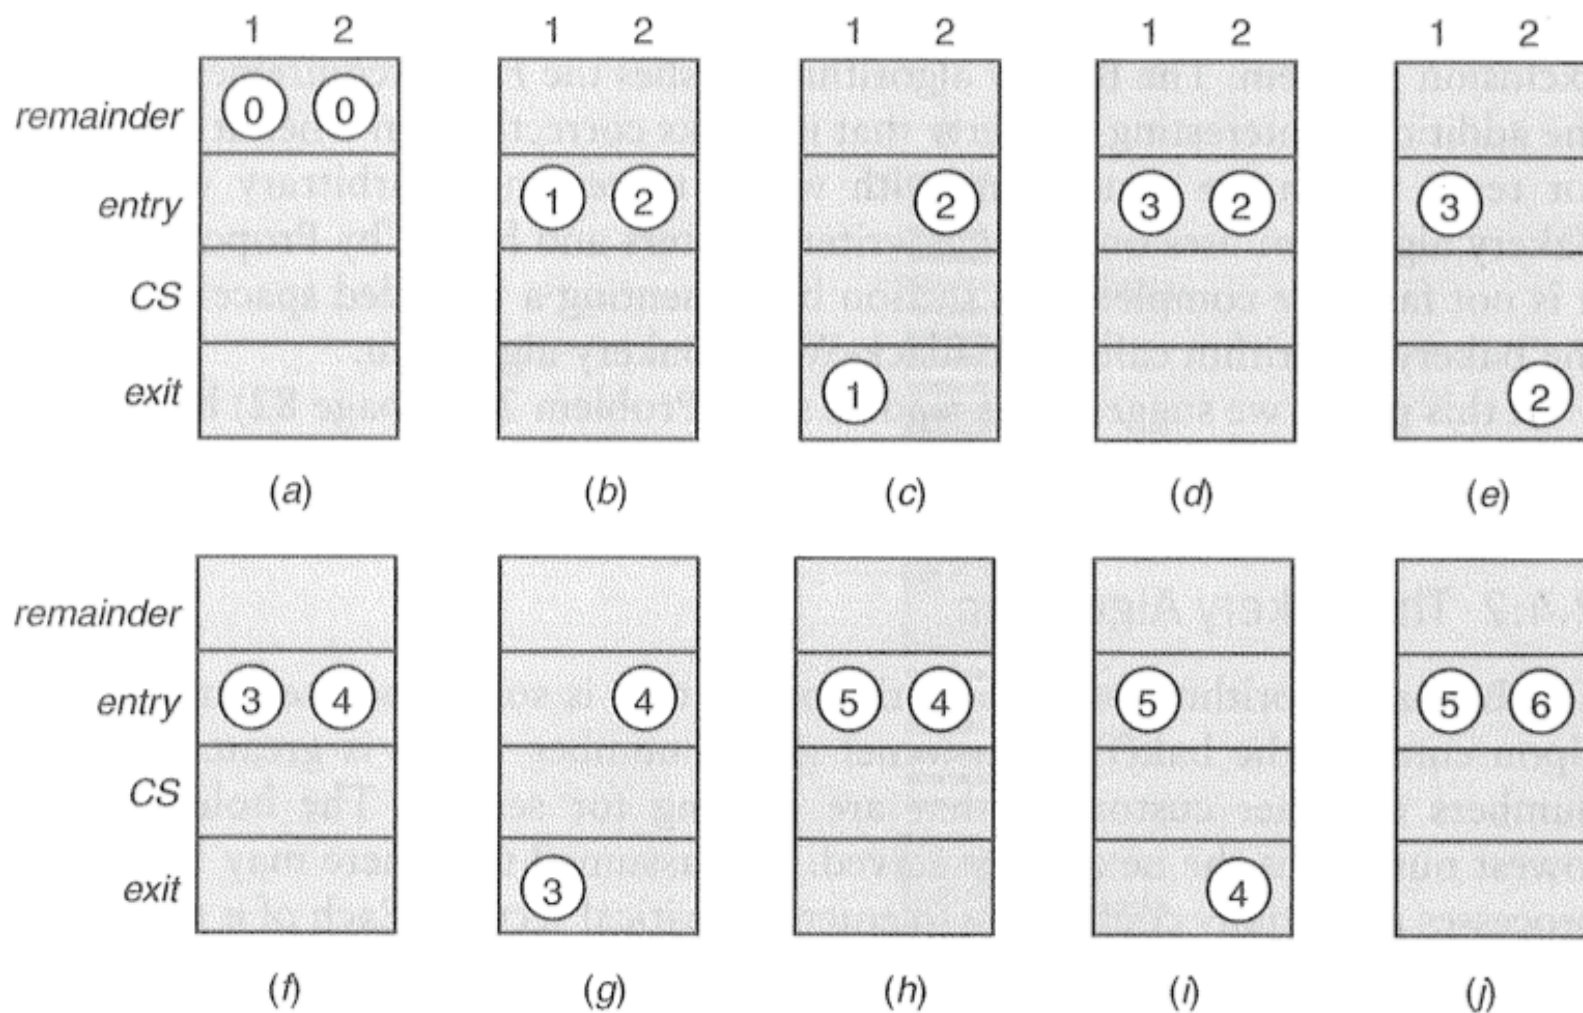 1 2 1 2 1 2 1 2 1 2
remainder 0 0
entry 1 2 2 3 2 3
CS
exit 1 2
(a) (b) (c) (d) (e)
remainder
entry 3 4 4 5 4 5 5 6
CS
exit 3 4
(f) (g) (h) (i) (j)